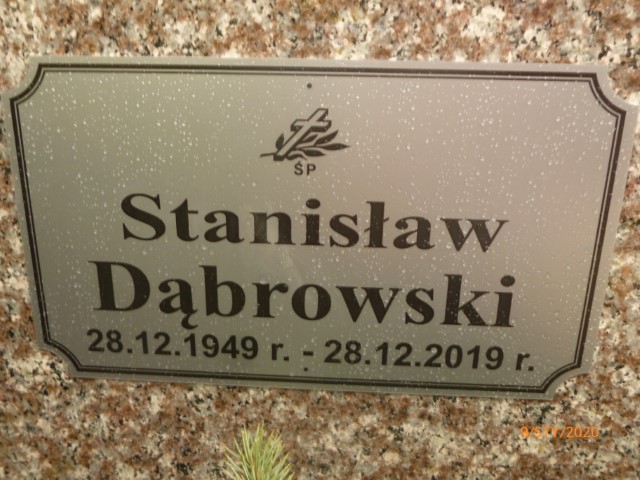 ŚP
Stanisław
Dąbrowski
28.12.1949 r. - 28.12.2019 r.